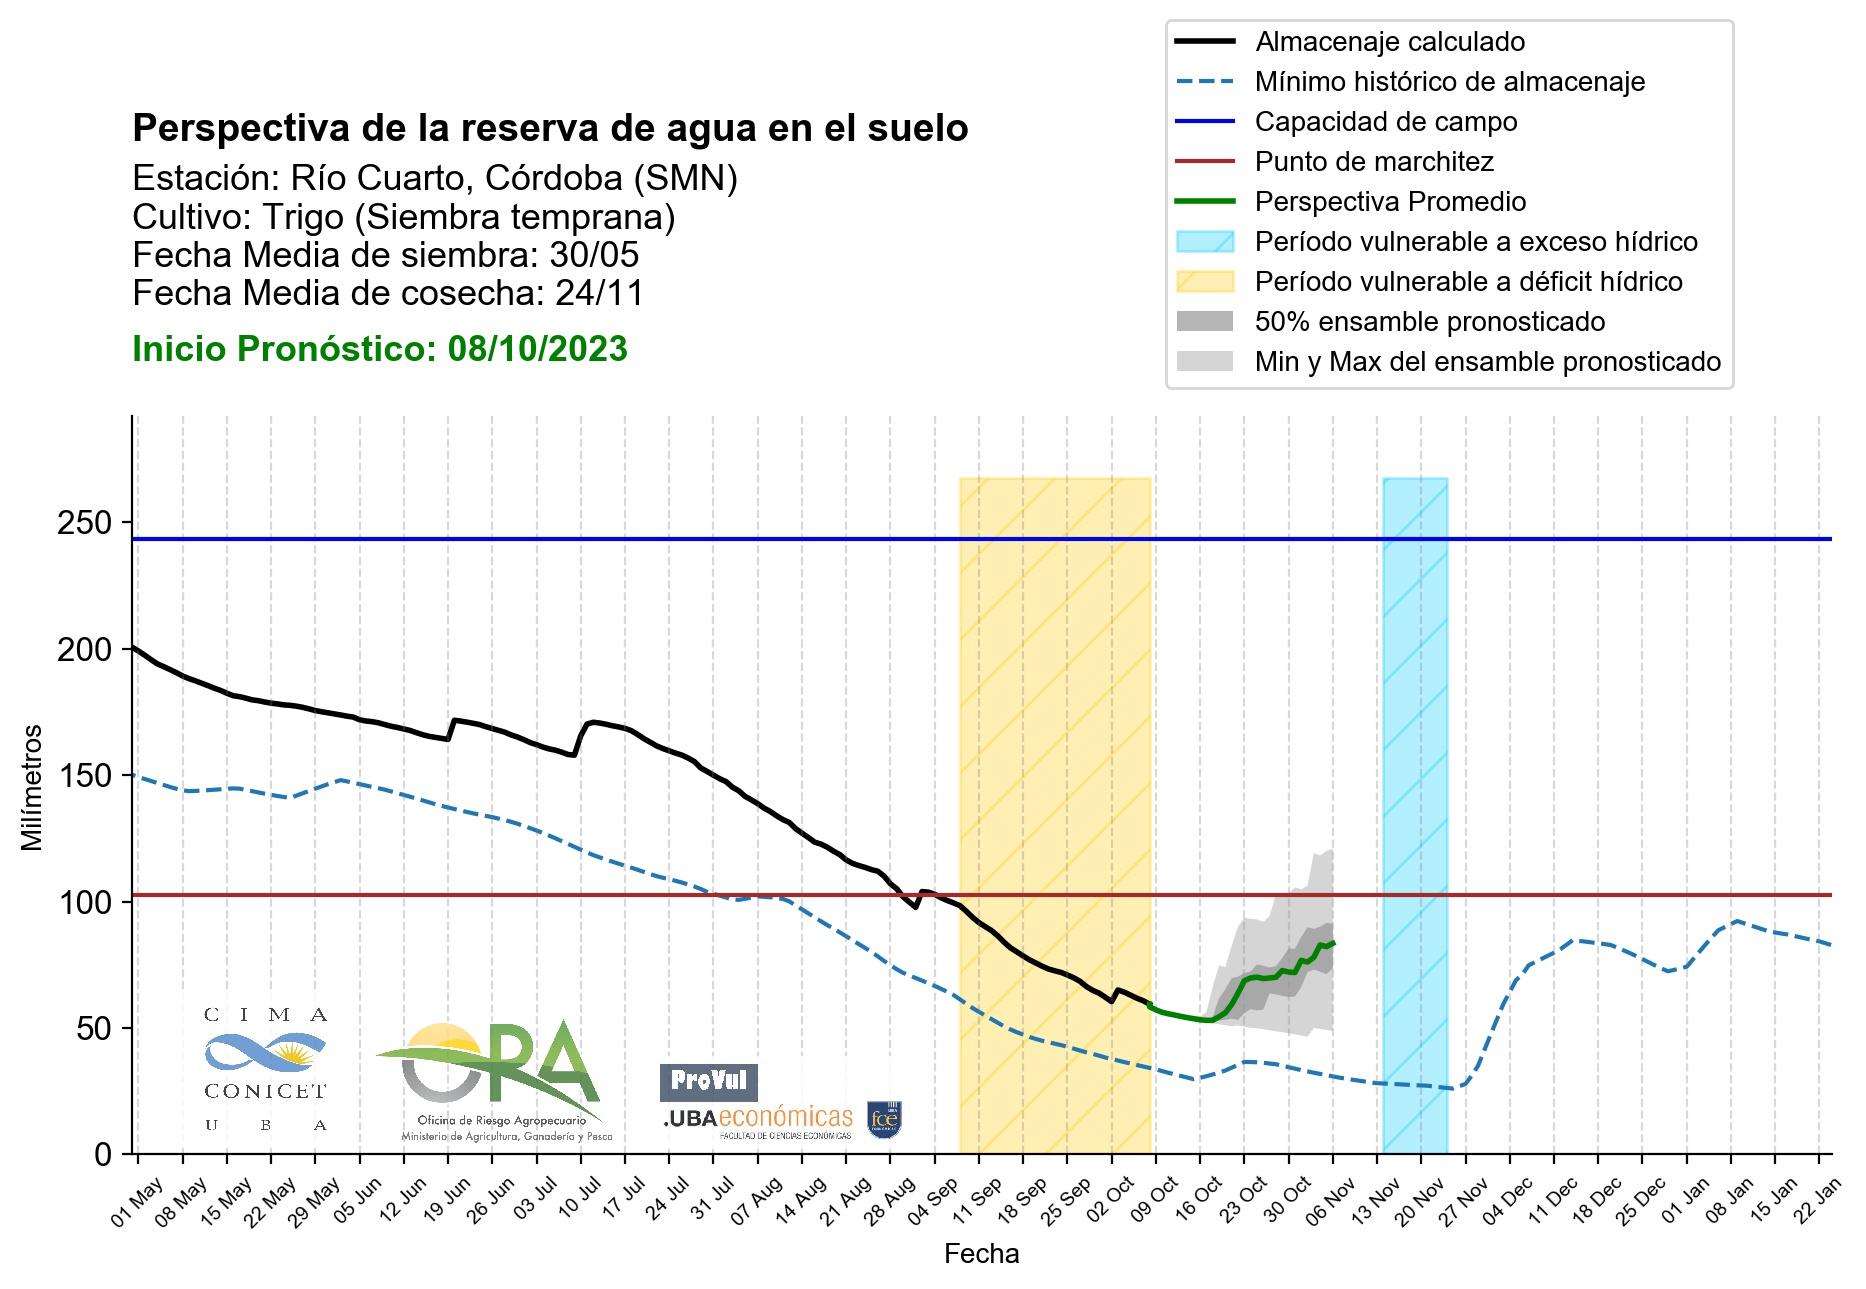 Almacenaje calculado
Mínimo histórico de almacenaje
Capacidad de campo
Punto de marchitez
Perspectiva Promedio
Período vulnerable a exceso hídrico
Período vulnerable a déficit hídrico
50% ensamble pronosticado
Min y Max del ensamble pronosticado
Perspectiva de la reserva de agua en el suelo
Estación: Río Cuarto, Córdoba (SMN)
Cultivo: Trigo (Siembra temprana)
Fecha Media de siembra: 30/05
Fecha Media de cosecha: 24/11
Inicio Pronóstico: 08/10/2023
Milímetros
250
200
150
100
50
0
CIMA
CONICET
UBA
ORA
Oficina de Riesgo Agropecuario
Ministerio de Agricultura, Ganadería y Pesca
ProVul
.UBAeconómicas
FACULTAD DE CIENCIAS ECONÓMICAS
fce
01 May
08 May
15 May
22 May
29 May
05 Jun
12 Jun
19 Jun
26 Jun
03 Jul
10 Jul
17 Jul
24 Jul
31 Jul
07 Aug
14 Aug
21 Aug
28 Aug
04 Sep
11 Sep
18 Sep
25 Sep
02 Oct
09 Oct
16 Oct
23 Oct
30 Oct
06 Nov
13 Nov
20 Nov
27 Nov
04 Dec
11 Dec
18 Dec
25 Dec
01 Jan
08 Jan
15 Jan
22 Jan
Fecha